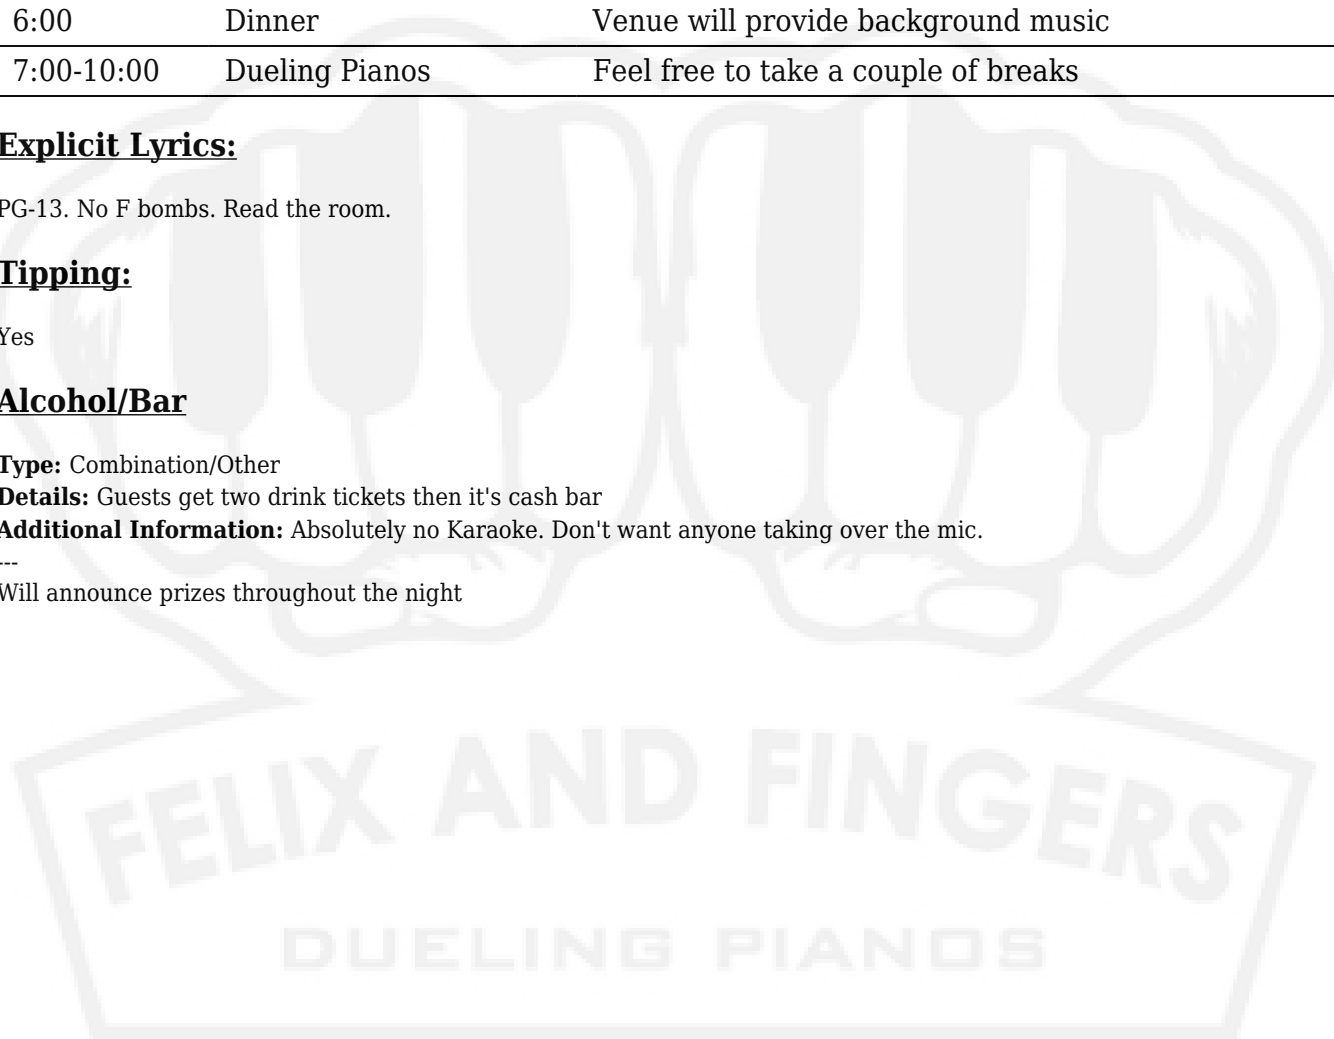 6:00 Dinner Venue will provide background music
7:00-10:00 Dueling Pianos Feel free to take a couple of breaks
Explicit Lyrics:
PG-13. No F bombs. Read the room.
Tipping:
Yes
Alcohol/Bar
Type: Combination/Other
Details: Guests get two drink tickets then it's cash bar
Additional Information: Absolutely no Karaoke. Don't want anyone taking over the mic.
---
Will announce prizes throughout the night
FELIX AND FINGERS
DUELING PIANOS